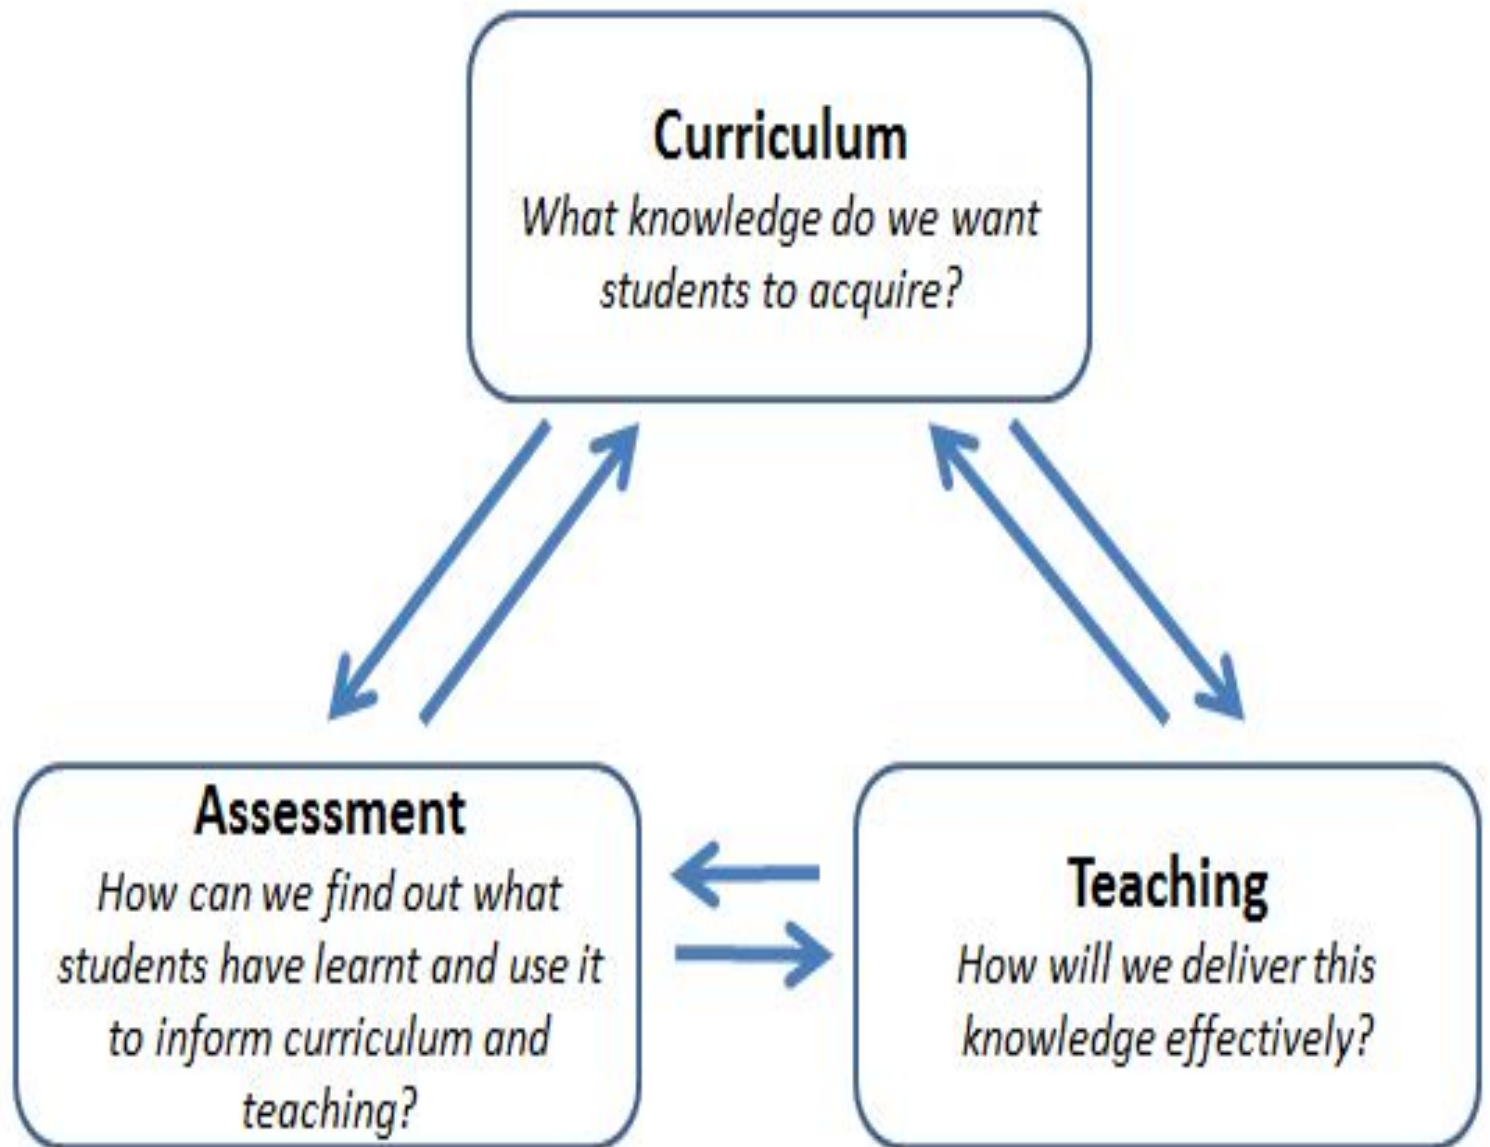 Curriculum
What knowledge do we want
students to acquire?
Assessment
How can we find out what
students have learnt and use it
to inform curriculum and
teaching?
Teaching
How will we deliver this
knowledge effectively?